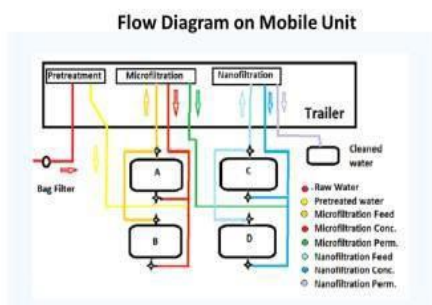 Flow Diagram on Mobile Unit
Pretreatment
Microfiltration
Nanofiltration
Trailer
Cleaned
water
Bag Filter
A
B
C
D
Raw Water
Pretreated water
Microfiltration Feed
Microfiltration Conc.
Microfiltration Perm.
Nanofiltration Feed
Nanofiltration Conc.
Nanofiltration Perm.